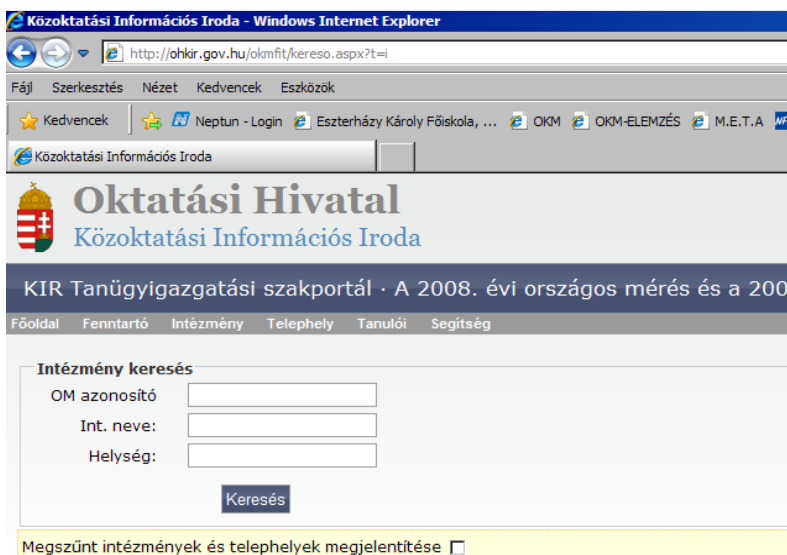 Közoktatási Információs Iroda - Windows Internet Explorer
http://ohkir.gov.hu/okmfit/kereso.aspx?t=i
Fájl Szerkesztés Nézet Kedvencek Eszközök
Kedvencek Neptun - Login Eszterházy Károly Főiskola, ... OKM OKM-ELEMZÉS M.E.T.A
Közoktatási Információs Iroda
Oktatási Hivatal
Közoktatási Információs Iroda
KIR Tanügyigazgatási szakportál · A 2008. évi országos mérés és a 200
Főoldal Fenntartó Intézmény Telephely Tanulói Segítség
Intézmény keresés
OM azonosító
Int. neve:
Helység:
Keresés
Megszűnt intézmények és telephelyek megjelentítése